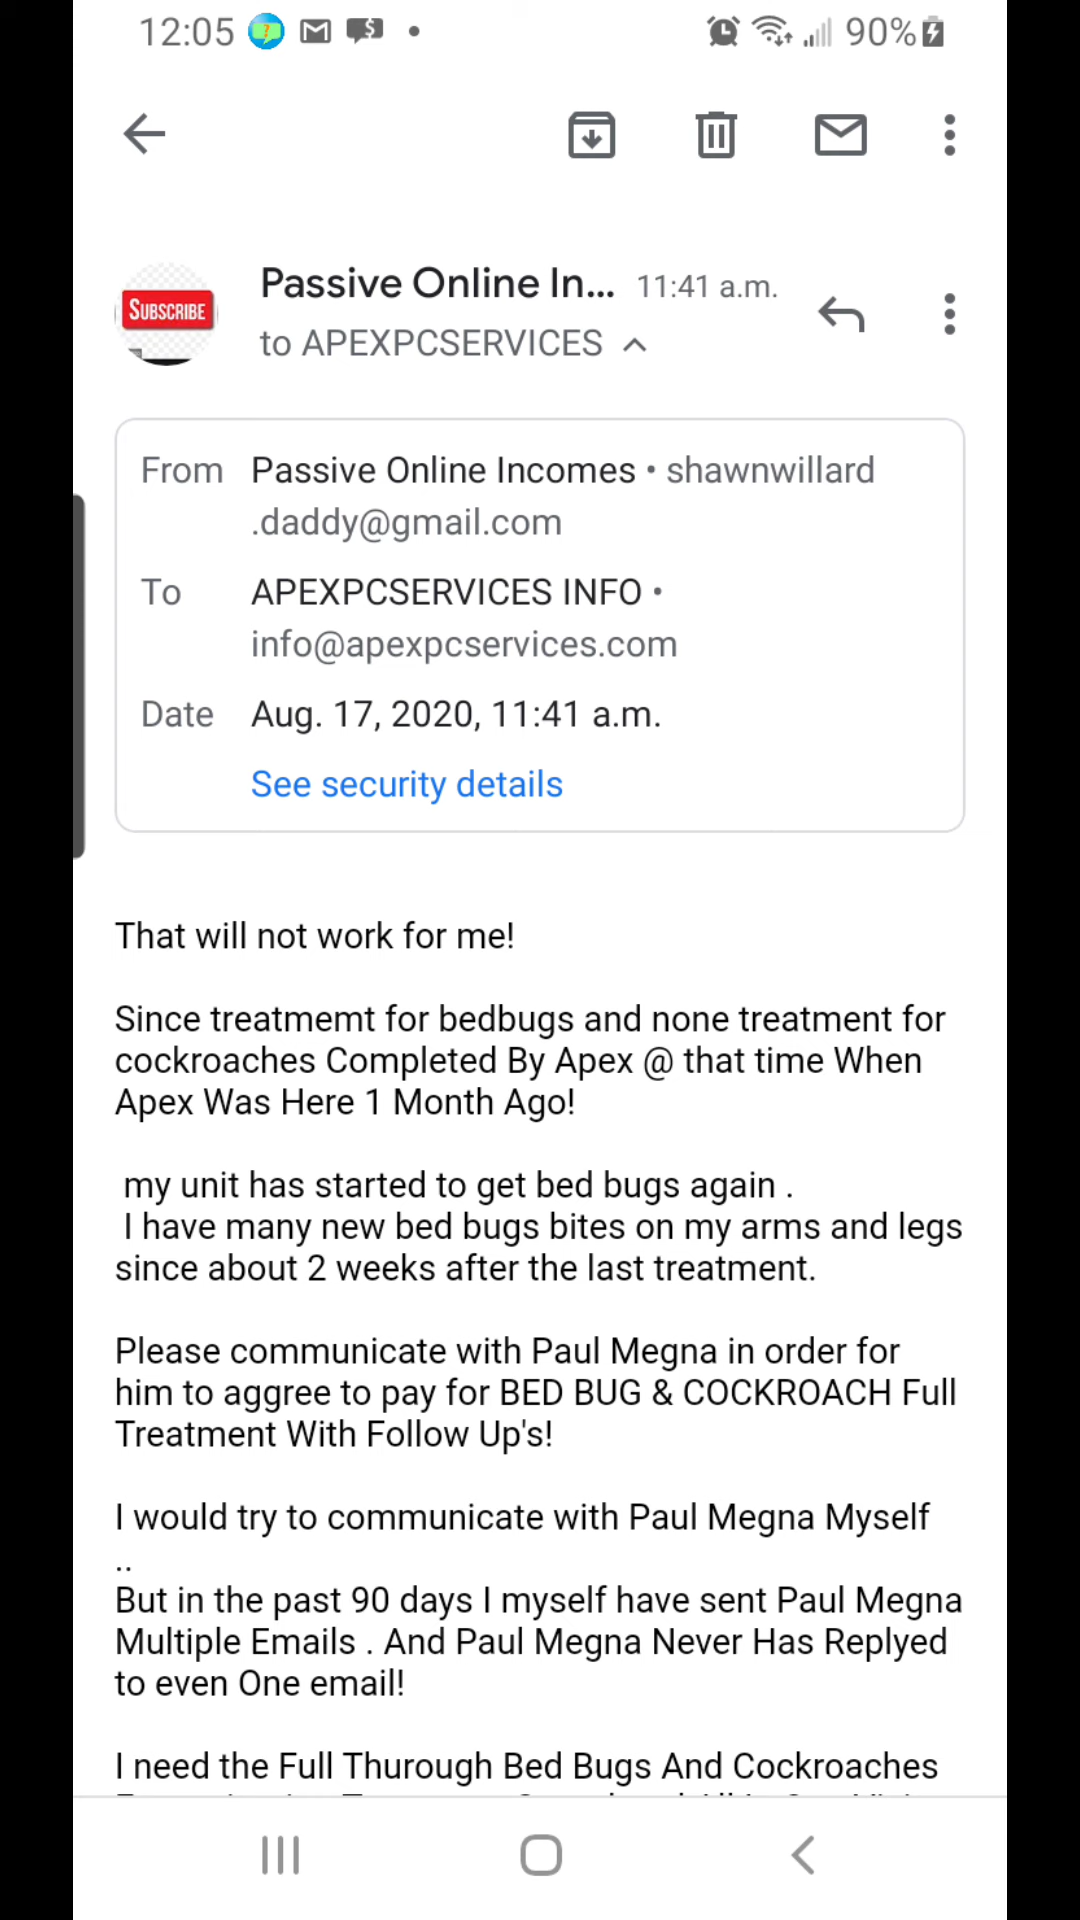 12:05
90%
SUBSCRIBE
Passive Online In... 11:41 a.m.
to APEXPCSERVICES
From Passive Online Incomes • shawnwillard
.daddy@gmail.com
To APEXPCSERVICES INFO •
info@apexpcservices.com
Date Aug. 17, 2020, 11:41 a.m.
See security details
That will not work for me!
Since treatmemt for bedbugs and none treatment for
cockroaches Completed By Apex @ that time When
Apex Was Here 1 Month Ago!
my unit has started to get bed bugs again .
I have many new bed bugs bites on my arms and legs
since about 2 weeks after the last treatment.
Please communicate with Paul Megna in order for
him to aggree to pay for BED BUG & COCKROACH Full
Treatment With Follow Up's!
I would try to communicate with Paul Megna Myself
..
But in the past 90 days I myself have sent Paul Megna
Multiple Emails . And Paul Megna Never Has Replyed
to even One email!
I need the Full Thurough Bed Bugs And Cockroaches